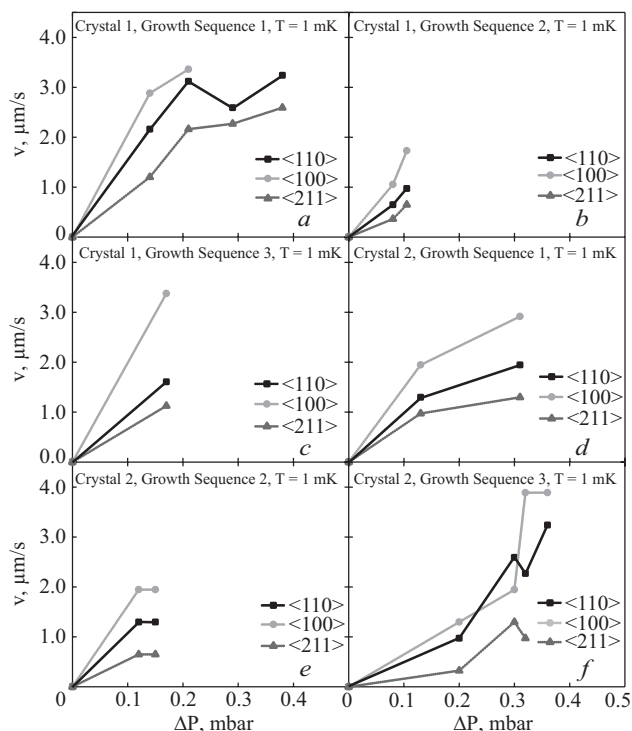 Crystal 1, Growth Sequence 1, T = 1 mK
Crystal 1, Growth Sequence 2, T = 1 mK
4.0
3.0
2.0
1.0
0
v, μm/s
<110>
<100>
<211>
a
<110>
<100>
<211>
b
Crystal 1, Growth Sequence 3, T = 1 mK
Crystal 2, Growth Sequence 1, T = 1 mK
4.0
3.0
2.0
1.0
0.0
v, μm/s
<110>
<100>
<211>
c
<110>
<100>
<211>
d
Crystal 2, Growth Sequence 2, T = 1 mK
Crystal 2, Growth Sequence 3, T = 1 mK
4.0
3.0
2.0
1.0
v, μm/s
<110>
<100>
<211>
e
<110>
<100>
<211>
f
0 0.1 0.2 0.3 0.4
0 0.1 0.2 0.3 0.4 0.5
ΔP, mbar
ΔP, mbar